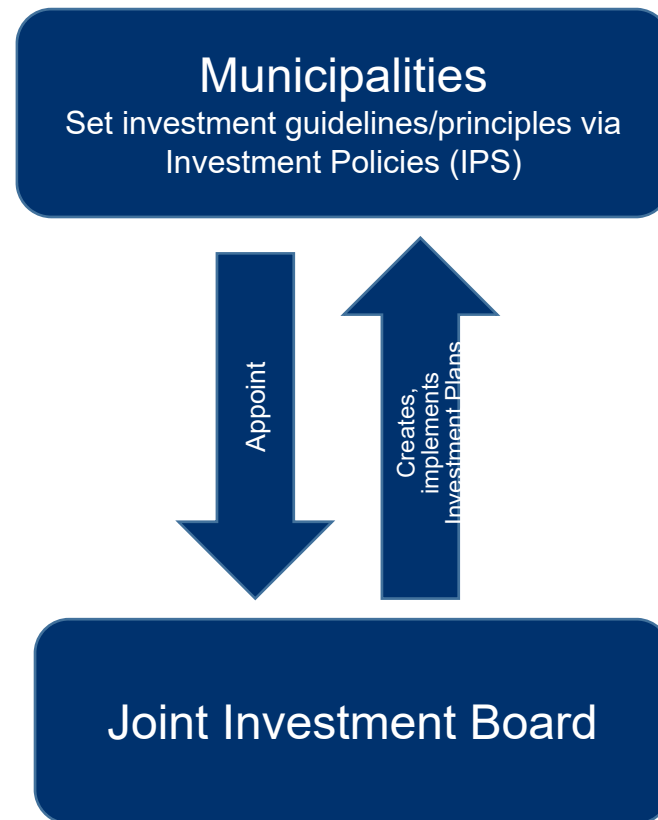 Municipalities
Set investment guidelines/principles via
Investment Policies (IPS)
Appoint
Creates,
implements
Investment Plans
Joint Investment Board